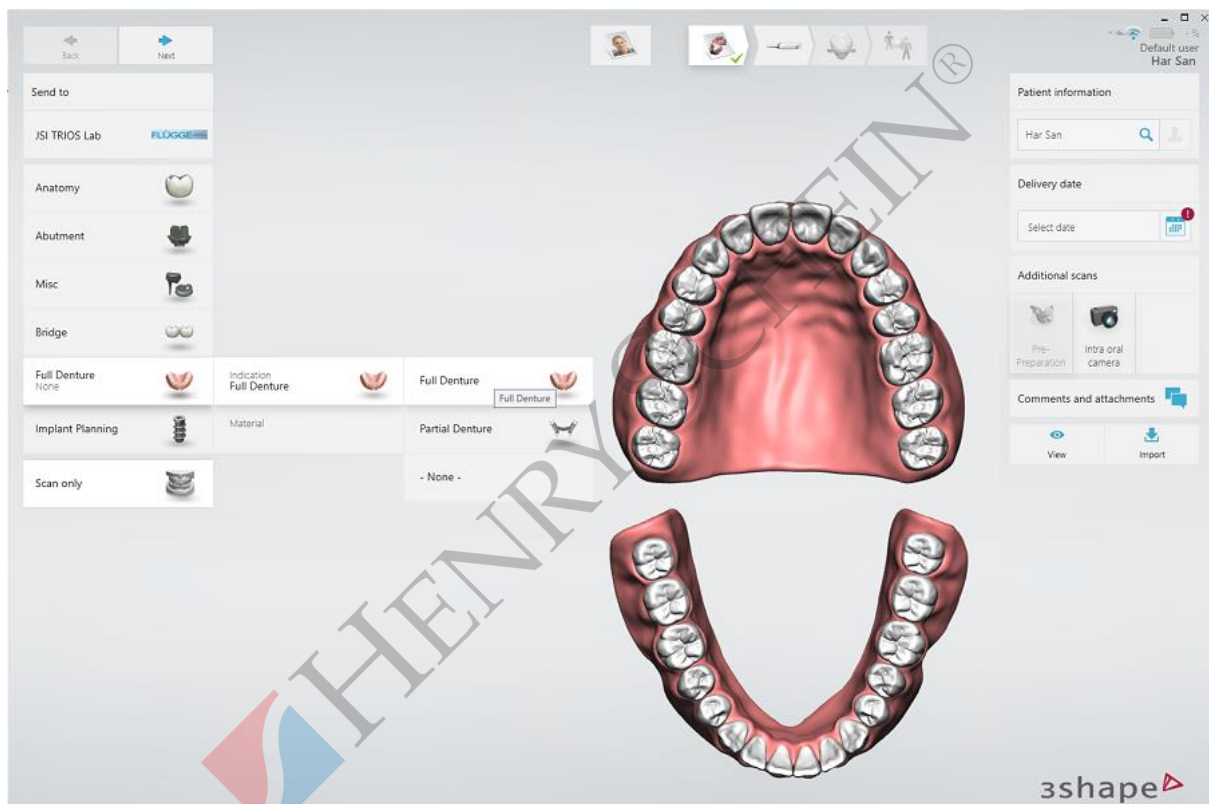 Back
Next
- %
Default user
Har San
Send to
JSI TRIOS Lab
FLÜGGE
Anatomy
Abutment
Misc
Bridge
Full Denture
None
Indication
Full Denture
Full Denture
Full Denture
Implant Planning
Material
Partial Denture
Scan only
- None -
Patient information
Har San
Delivery date
Select date
!
Additional scans
Pre-
Preparation
Intra oral
camera
Comments and attachments
View
Import
HENRY SCHEIN®
3shape